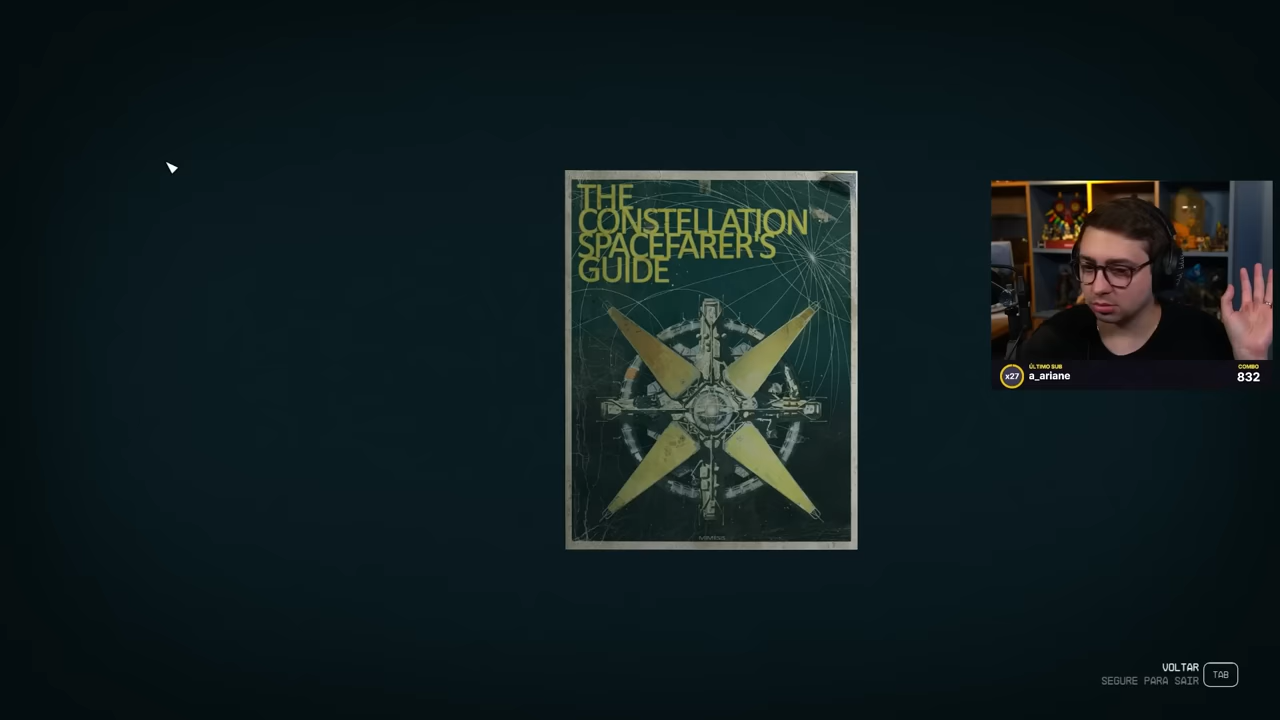 THE
CONSTELLATION
SPACEFARER'S
GUIDE
x27
ÚLTIMO SUB
a_ariane
COMBO
832
VOLTAR
SEGURE PARA SAIR
TAB